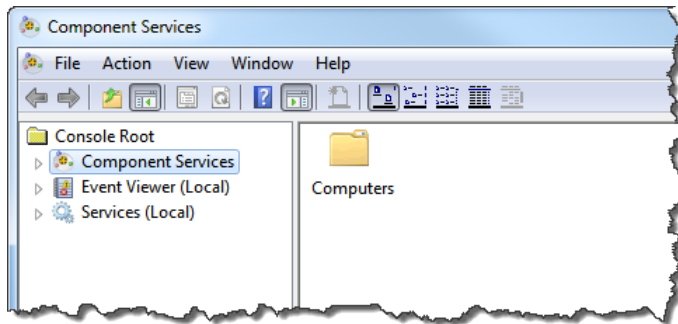 Component Services
File Action View Window Help
Console Root
Component Services
Event Viewer (Local)
Services (Local)
Computers